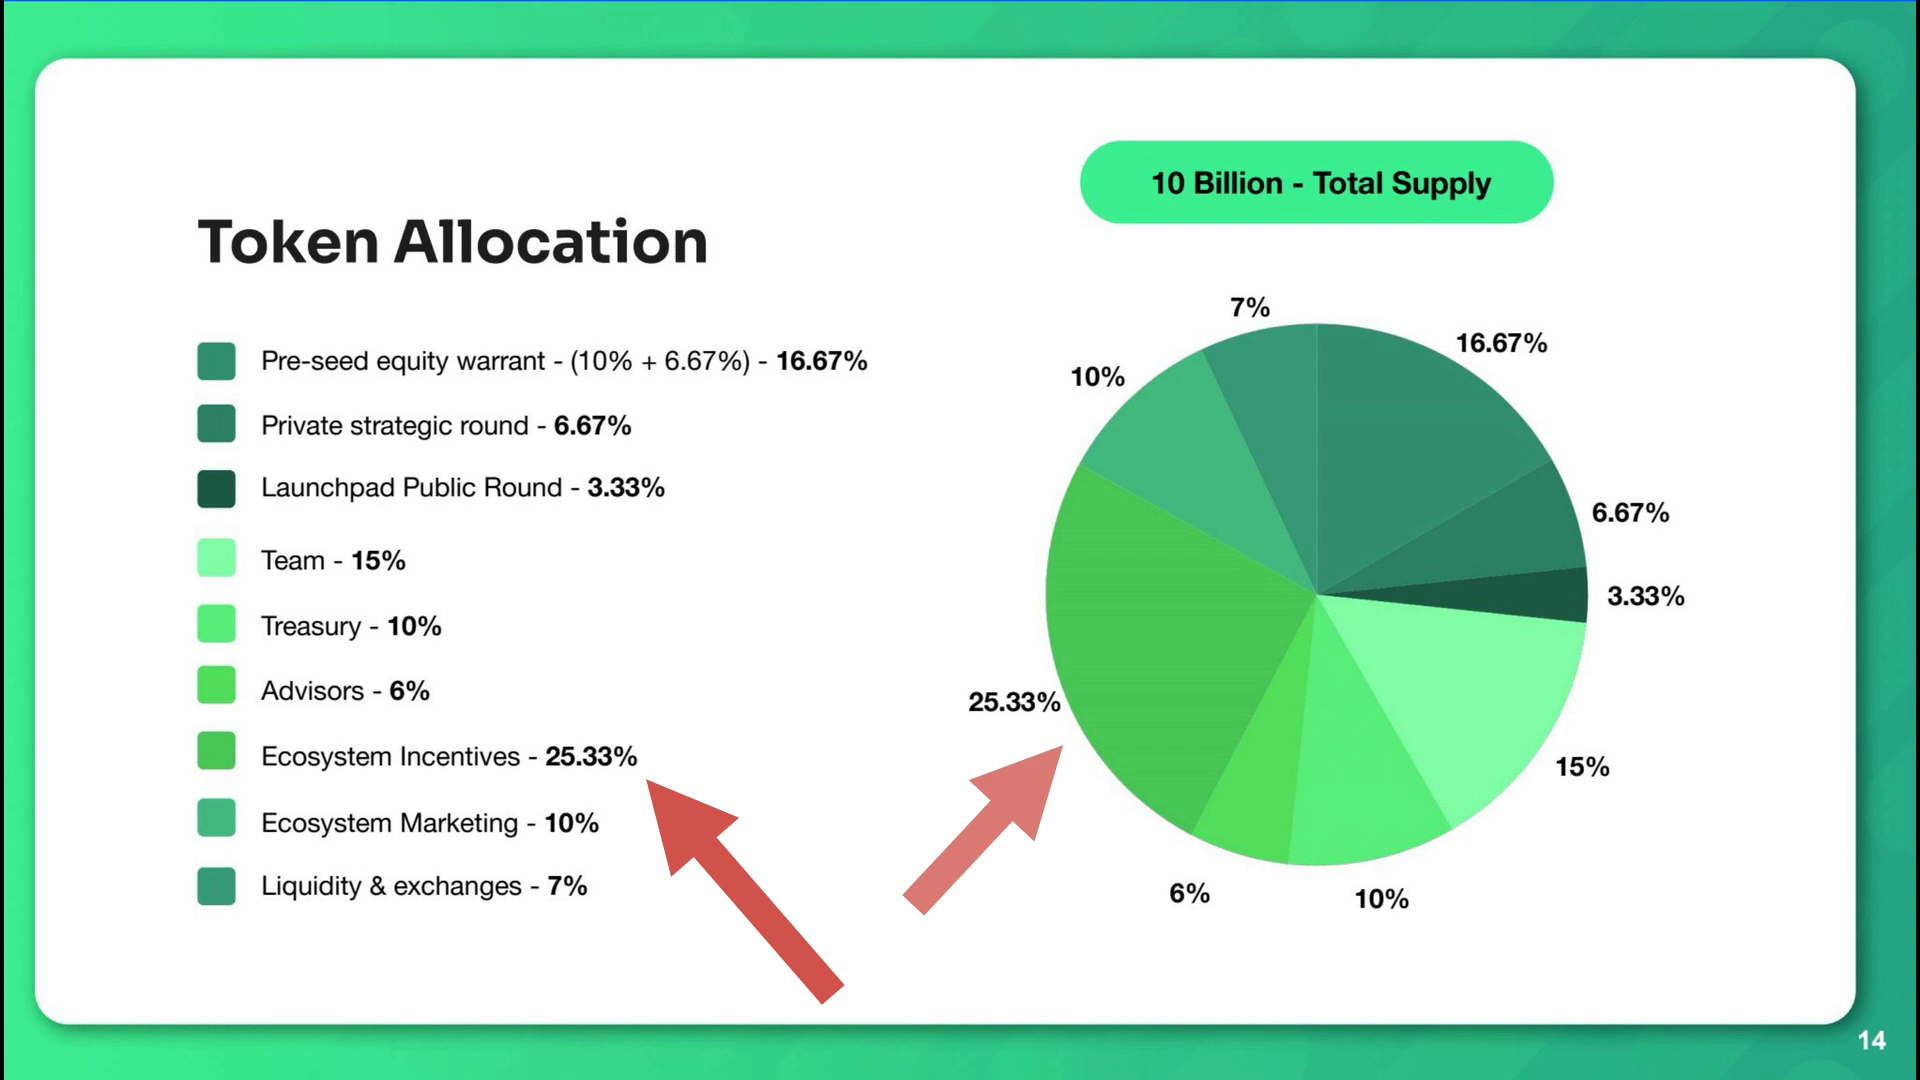 10 Billion - Total Supply
Token Allocation
Pre-seed equity warrant - (10% + 6.67%) - 16.67%
Private strategic round - 6.67%
Launchpad Public Round - 3.33%
Team - 15%
Treasury - 10%
Advisors - 6%
Ecosystem Incentives - 25.33%
Ecosystem Marketing - 10%
Liquidity & exchanges - 7%
7%
16.67%
10%
6.67%
3.33%
25.33%
15%
6%
10%
14